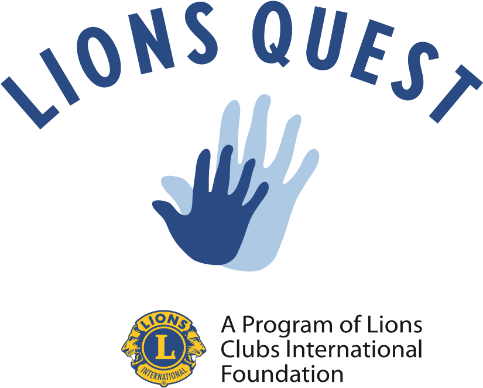 LIONS QUEST
LIONS
L
INTERNATIONAL
A Program of Lions
Clubs International
Foundation